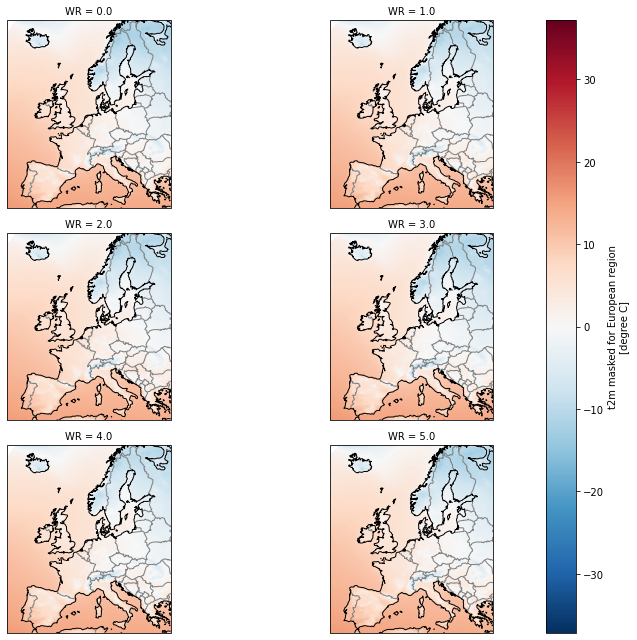 WR = 0.0
WR = 1.0
WR = 2.0
WR = 3.0
WR = 4.0
WR = 5.0
30
20
10
0
−10
−20
−30
t2m masked for European region
[degree C]